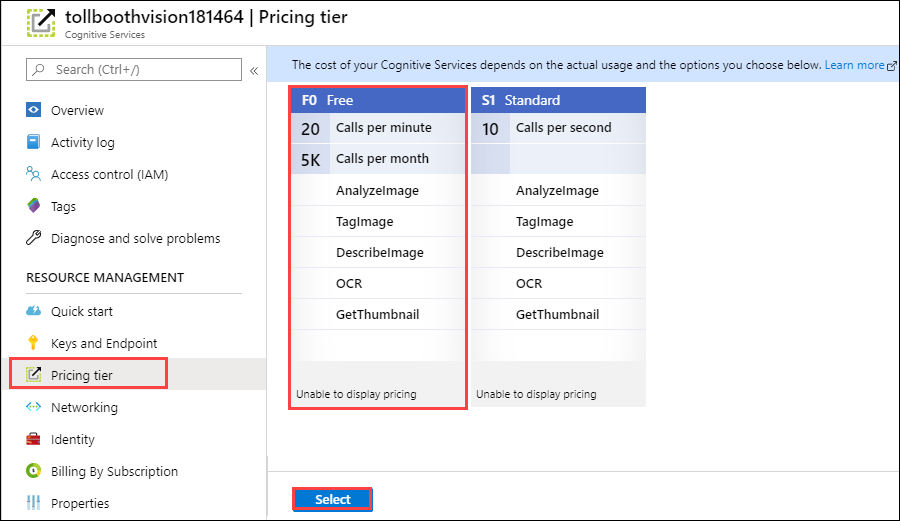 tollboothvision181464 | Pricing tier
Cognitive Services
Search (Ctrl+/)
«
Overview
Activity log
Access control (IAM)
Tags
Diagnose and solve problems
RESOURCE MANAGEMENT
Quick start
Keys and Endpoint
Pricing tier
Networking
Identity
Billing By Subscription
Properties
The cost of your Cognitive Services depends on the actual usage and the options you choose below. Learn more
F0 Free
20 Calls per minute
5K Calls per month
AnalyzeImage
TagImage
DescribeImage
OCR
GetThumbnail
Unable to display pricing
S1 Standard
10 Calls per second
AnalyzeImage
TagImage
DescribeImage
OCR
GetThumbnail
Unable to display pricing
Select